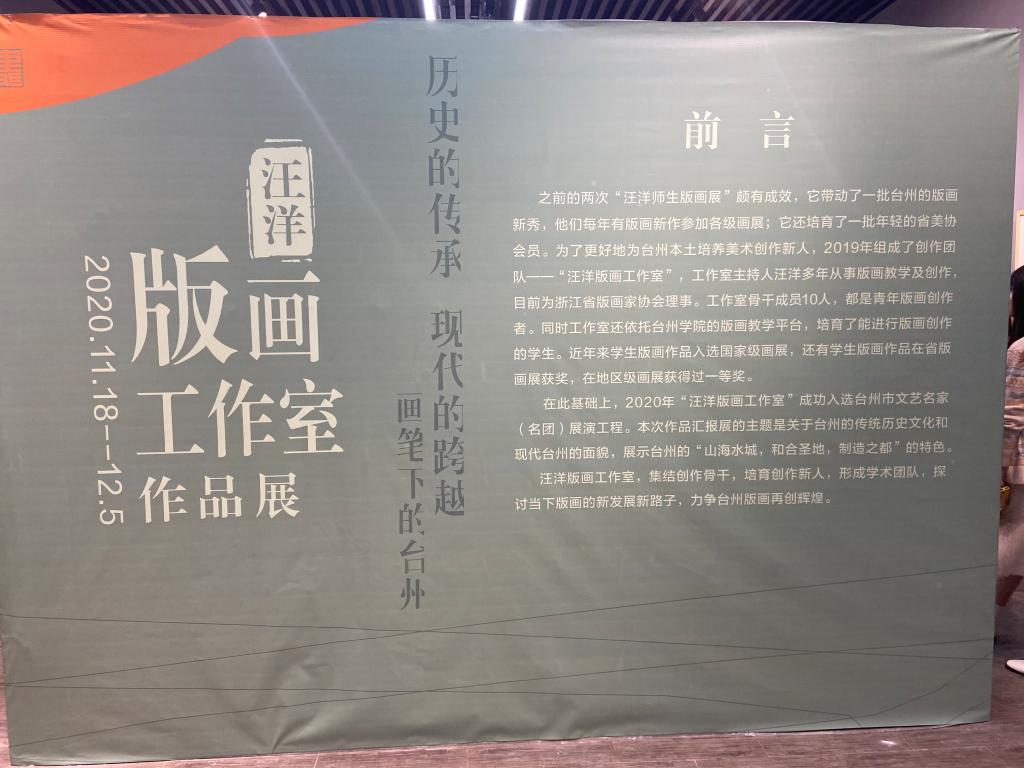 汪洋
版画
工作室
作品展
2020.11.18—12.5
历史的传承 现代的跨越
画笔下的台州
前言
之前的两次“汪洋师生版画展”颇有成效，它带动了一批台州的版画
新秀，他们每年有版画新作参加各级画展；它还培育了一批年轻的省美协
会员。为了更好地为台州本土培养美术创作新人，2019年组成了创作团
队——“汪洋版画工作室”，工作室主持人汪洋多年从事版画教学及创作，
目前为浙江省版画家协会理事。工作室骨干成员10人，都是青年版画创作
者。同时工作室还依托台州学院的版画教学平台，培育了能进行版画创作
的学生。近年来学生版画作品入选国家级画展，还有学生版画作品在省版
画展获奖，在地区级画展获得过一等奖。
在此基础上，2020年“汪洋版画工作室”成功入选台州市文艺名家
（名团）展演工程。本次作品汇报展的主题是关于台州的传统历史文化和
现代台州的面貌，展示台州的“山海水城，和合圣地，制造之都”的特色。
汪洋版画工作室，集结创作骨干，培育创作新人，形成学术团队，探
讨当下版画的新发展新路子，力争台州版画再创辉煌。